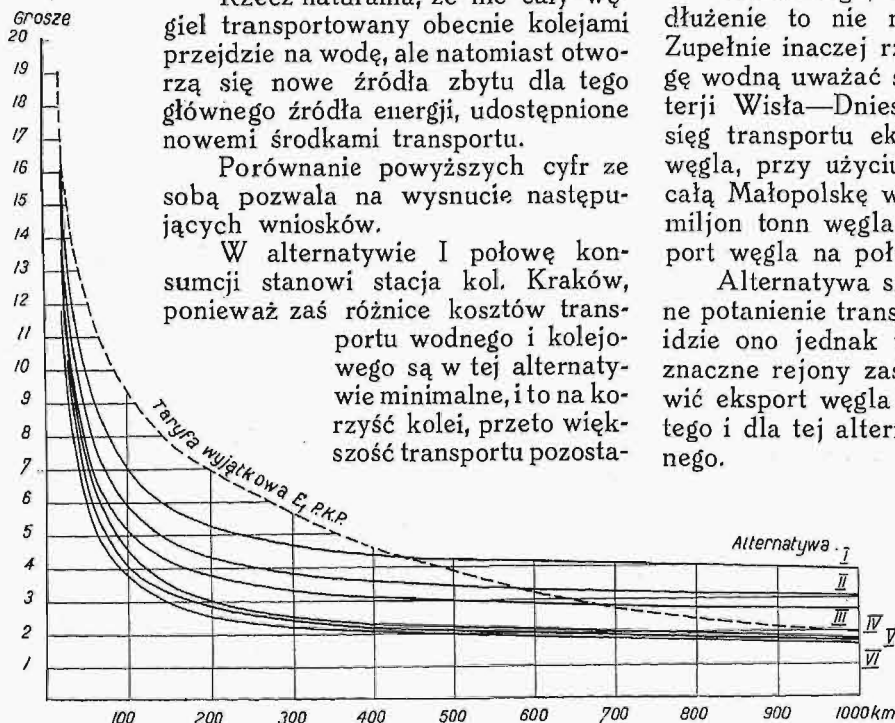 giel transportowany obecnie kolejami
przejdzie na wodę, ale natomiast otwo-
rzą się nowe źródła zbytu dla tego
głównego źródła energji, udostępnione
nowemi środkami transportu.
Porównanie powyższych cyfr ze
sobą pozwala na wysnucie następu-
jących wniosków.
W alternatywie I połowę kon-
sumcji stanowi stacja kol. Kraków,
ponieważ zaś różnice kosztów trans-
portu wodnego i kolejo-
wego są w tej alternaty-
wie minimalne, i to na ko-
rzyść kolei, przeto więk-
szość transportu pozosta-
dłużenie to nie
Zupełnie inaczej
gę wodną uważać
terji Wisła—Dnies
sięg transportu ek
węgla, przy użyciu
całą Małopolskę w
miljon tonn węgla
port węgla na poł
Alternatywa s
ne potanienie trans
idzie ono jednak
znaczne rejony zas
wić eksport węgla
tego i dla tej altern
nego.
Grosze
20
19
18
17
16
15
14
13
12
11
10
9
8
7
6
5
4
3
2
1
Taryfa wyjątkowa E, P.K.P.
Alternatywa
I
II
III
IV
V
VI
100 200 300 400 500 600 700 800 900 1000 km